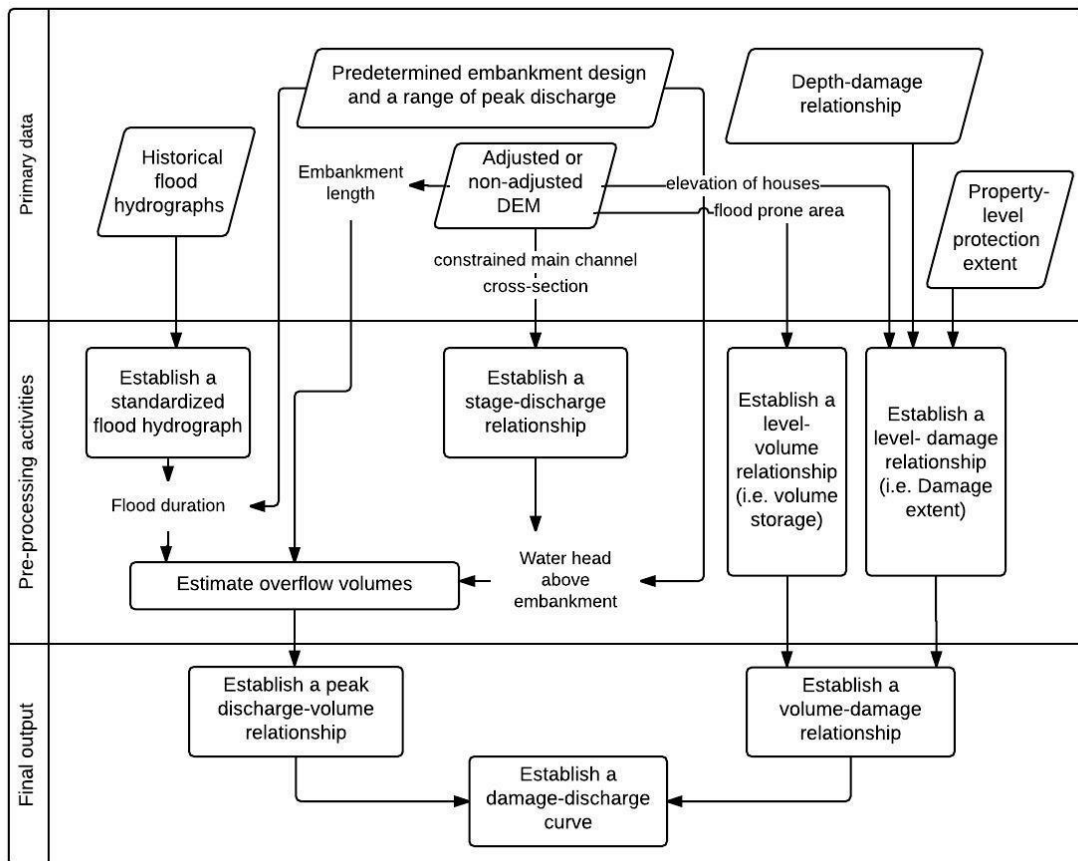 Primary data
Predetermined embankment design
and a range of peak discharge
Depth-damage
relationship
Historical
flood
hydrographs
Embankment
length
Adjusted or
non-adjusted
DEM
elevation of houses
flood prone area
Property-
level
protection
extent
constrained main channel
cross-section
Pre-processing activities
Establish a
standardized
flood hydrograph
Establish a
stage-discharge
relationship
Establish a
level-
volume
relationship
(i.e. volume
storage)
Establish a
level- damage
relationship
(i.e. Damage
extent)
Flood duration
Estimate overflow volumes
Water head
above
embankment
Final output
Establish a peak
discharge-volume
relationship
Establish a
volume-damage
relationship
Establish a
damage-discharge
curve